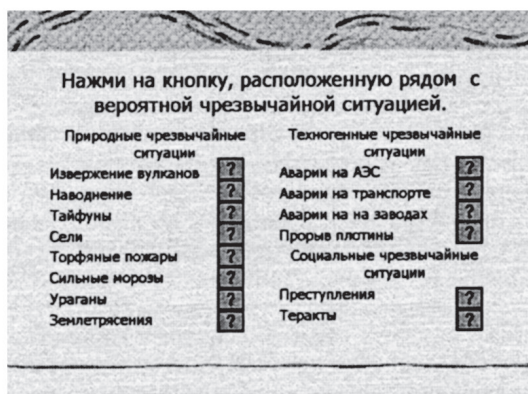 Нажми на кнопку, расположенную рядом с
вероятной чрезвычайной ситуацией.
Природные чрезвычайные
ситуации
Извержение вулканов ?
Наводнение ?
Тайфуны ?
Сели ?
Торфяные пожары ?
Сильные морозы ?
Ураганы ?
Землетрясения ?
Техногенные чрезвычайные
ситуации
Аварии на АЭС ?
Аварии на транспорте ?
Аварии на на заводах ?
Прорыв плотины ?
Социальные чрезвычайные
ситуации
Преступления ?
Теракты ?